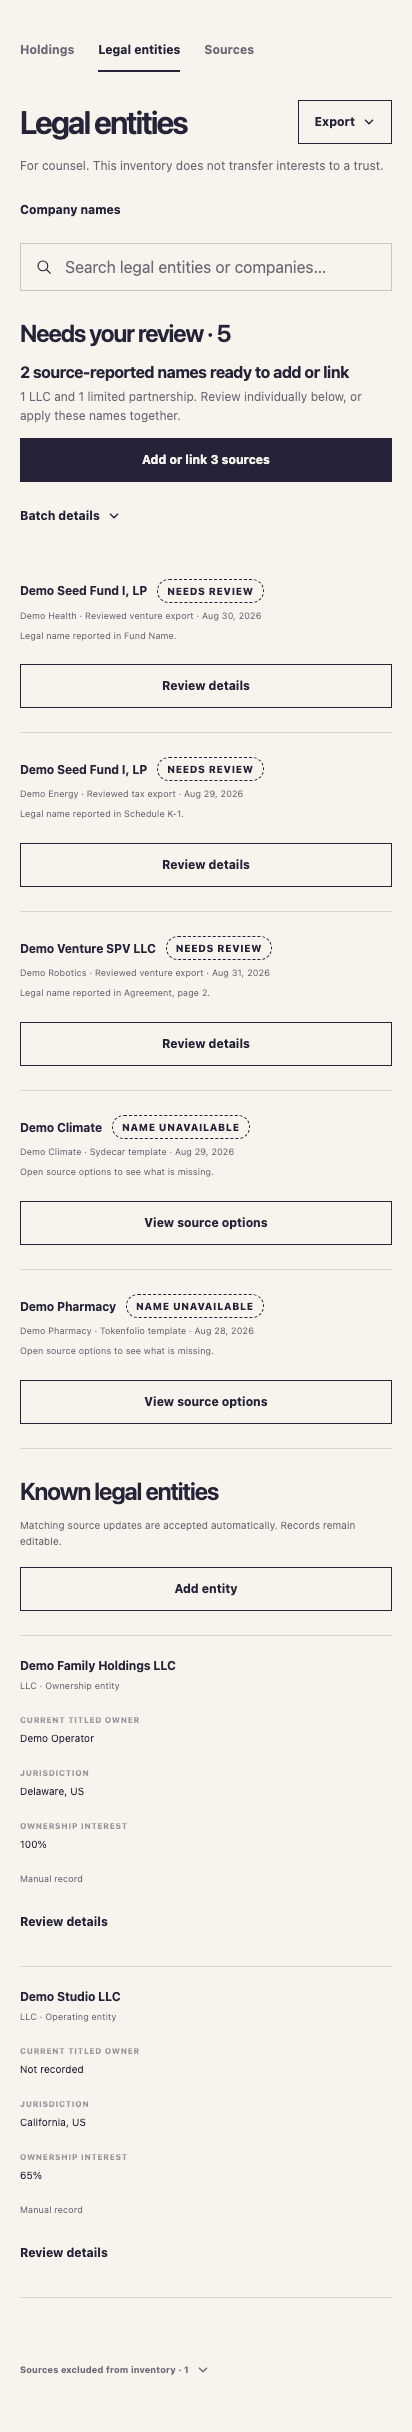 Holdings Legal entities Sources
Legal entities
Export
For counsel. This inventory does not transfer interests to a trust.
Company names
Search legal entities or companies...
Needs your review · 5
2 source-reported names ready to add or link
1 LLC and 1 limited partnership. Review individually below, or
apply these names together.
Add or link 3 sources
Batch details
Demo Seed Fund I, LP NEEDS REVIEW
Demo Health · Reviewed venture export · Aug 30, 2026
Legal name reported in Fund Name.
Review details
Demo Seed Fund I, LP NEEDS REVIEW
Demo Energy · Reviewed tax export · Aug 29, 2026
Legal name reported in Schedule K-1.
Review details
Demo Venture SPV LLC NEEDS REVIEW
Demo Robotics · Reviewed venture export · Aug 31, 2026
Legal name reported in Agreement, page 2.
Review details
Demo Climate NAME UNAVAILABLE
Demo Climate · Sydecar template · Aug 29, 2026
Open source options to see what is missing.
View source options
Demo Pharmacy NAME UNAVAILABLE
Demo Pharmacy · Tokenfolio template · Aug 28, 2026
Open source options to see what is missing.
View source options
Known legal entities
Matching source updates are accepted automatically. Records remain
editable.
Add entity
Demo Family Holdings LLC
LLC · Ownership entity
CURRENT TITLED OWNER
Demo Operator
JURISDICTION
Delaware, US
OWNERSHIP INTEREST
100%
Manual record
Review details
Demo Studio LLC
LLC · Operating entity
CURRENT TITLED OWNER
Not recorded
JURISDICTION
California, US
OWNERSHIP INTEREST
65%
Manual record
Review details
Sources excluded from inventory · 1